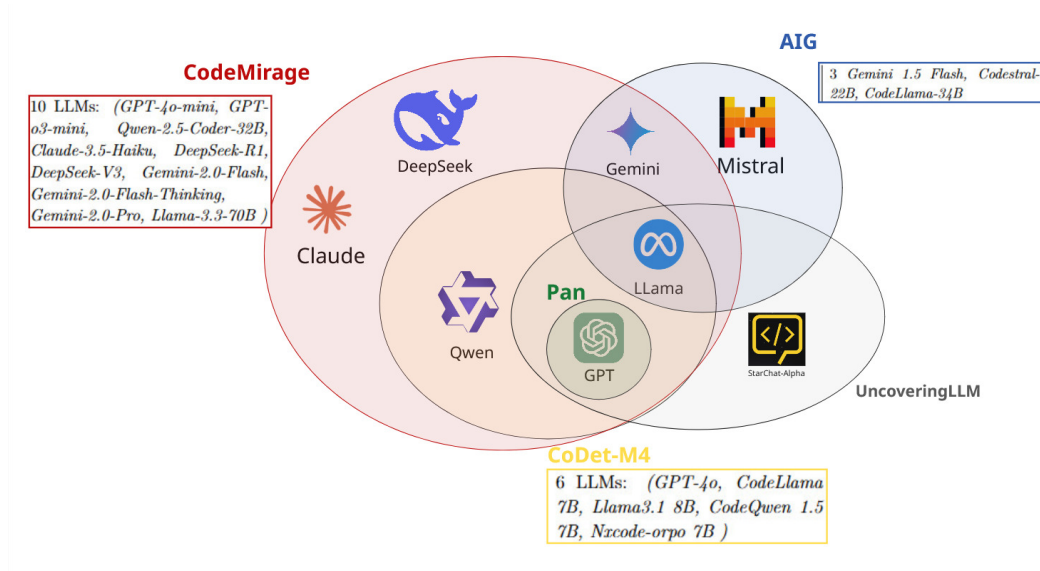 AIG
CodeMirage
3 Gemini 1.5 Flash, Codestral-
22B, CodeLlama-34B
10 LLMs: (GPT-4o-mini, GPT-
o3-mini, Qwen-2.5-Coder-32B,
Claude-3.5-Haiku, DeepSeek-R1,
DeepSeek-V3, Gemini-2.0-Flash,
Gemini-2.0-Flash-Thinking,
Gemini-2.0-Pro, Llama-3.3-70B )
DeepSeek
Gemini
Mistral
Claude
LLama
Pan
Qwen
GPT
StarChat-Alpha
UncoveringLLM
CoDet-M4
6 LLMs: (GPT-4o, CodeLlama
7B, Llama3.1 8B, CodeQwen 1.5
7B, Nxcode-orpo 7B )